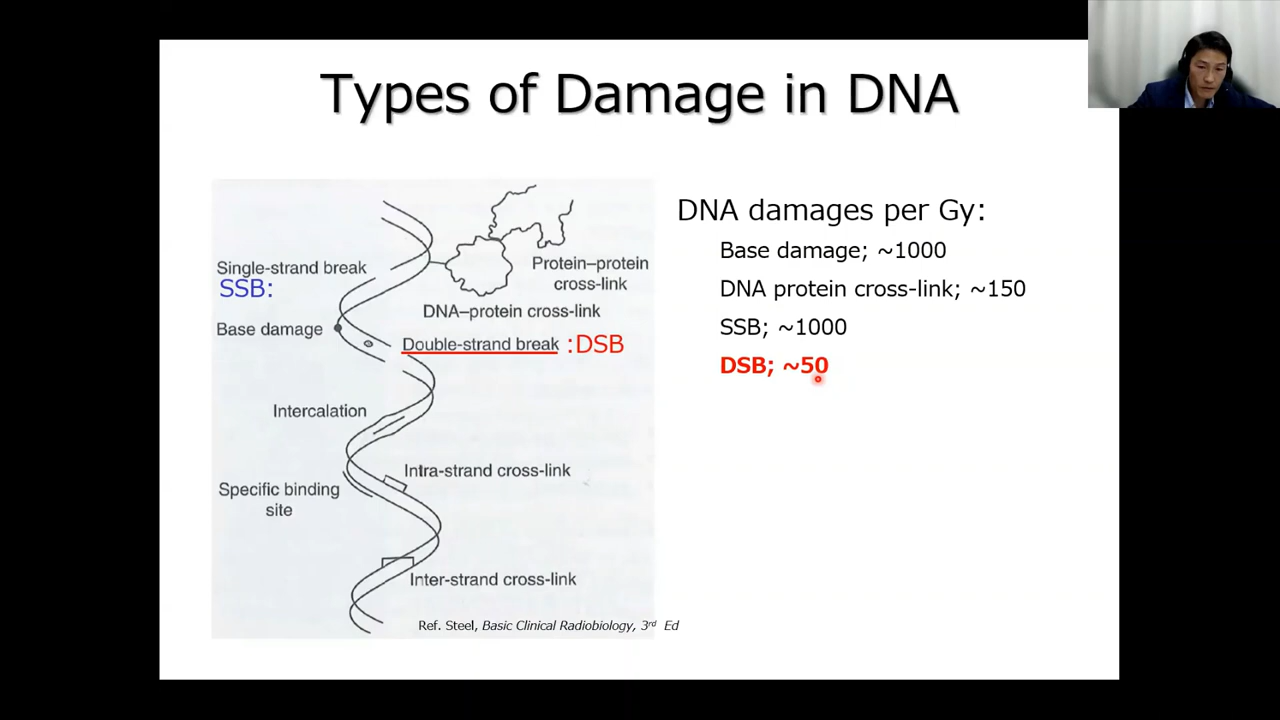 Types of Damage in DNA
Single-strand break
SSB:
Base damage
Protein–protein
cross-link
DNA–protein cross-link
Double-strand break :DSB
Intercalation
Intra-strand cross-link
Specific binding
site
Inter-strand cross-link
Ref. Steel, Basic Clinical Radiobiology, 3rd Ed
DNA damages per Gy:
Base damage; ~1000
DNA protein cross-link; ~150
SSB; ~1000
DSB; ~50